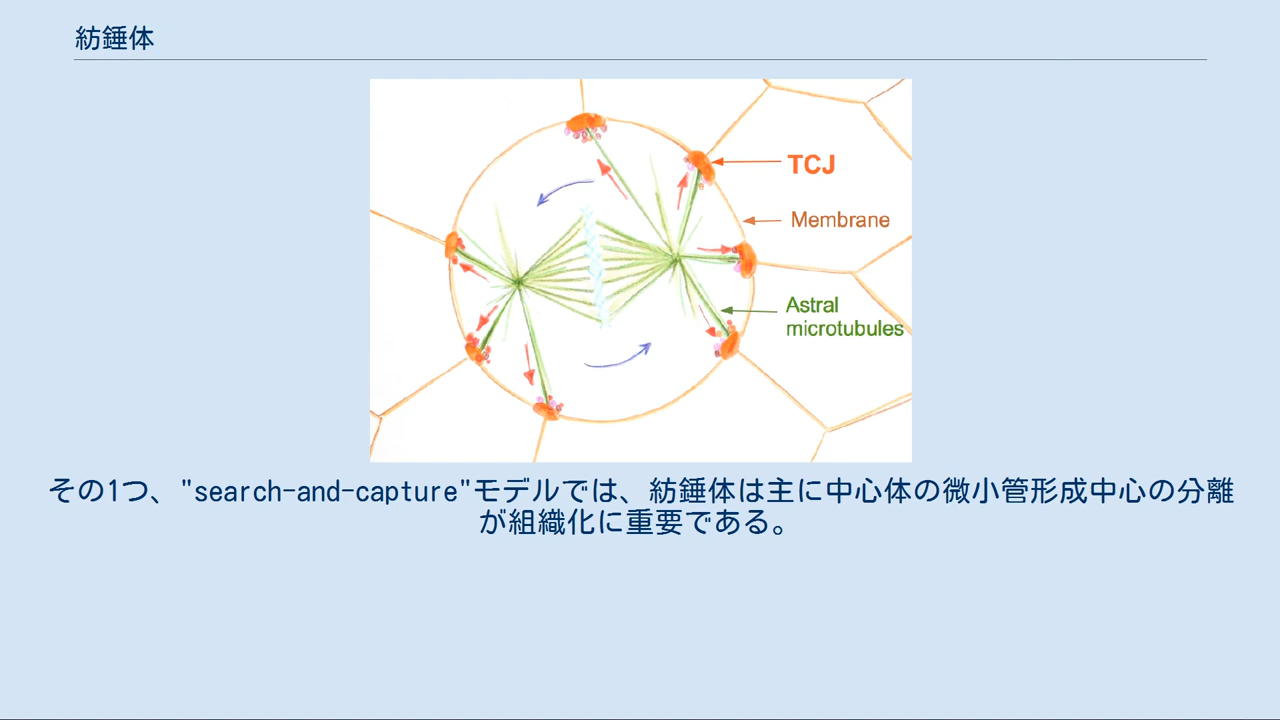 紡錘体
TCJ
Membrane
Astral
microtubules
その1つ、"search-and-capture"モデルでは、紡錘体は主に中心体の微小管形成中心の分離
が組織化に重要である。